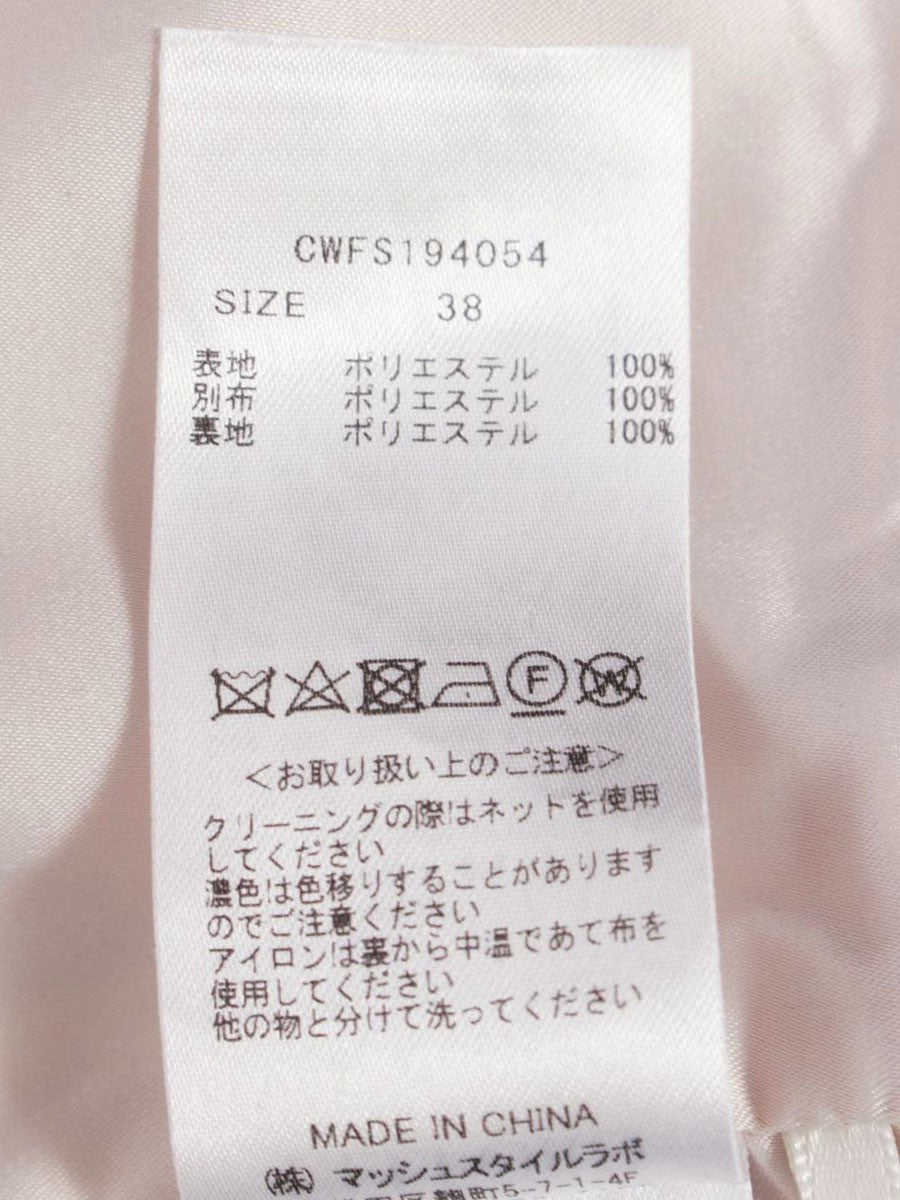 CWFS194054
SIZE 38
表地 ポリエステル 100%
別布 ポリエステル 100%
裏地 ポリエステル 100%
F W
<お取り扱い上のご注意>
クリーニングの際はネットを使用
してください
濃色は色移りすることがあります
のでご注意ください
アイロンは裏から中温であて布を
使用してください
他の物と分けて洗ってください
MADE IN CHINA
(株) マッシュスタイルラボ
区麹町5-7-1-4F